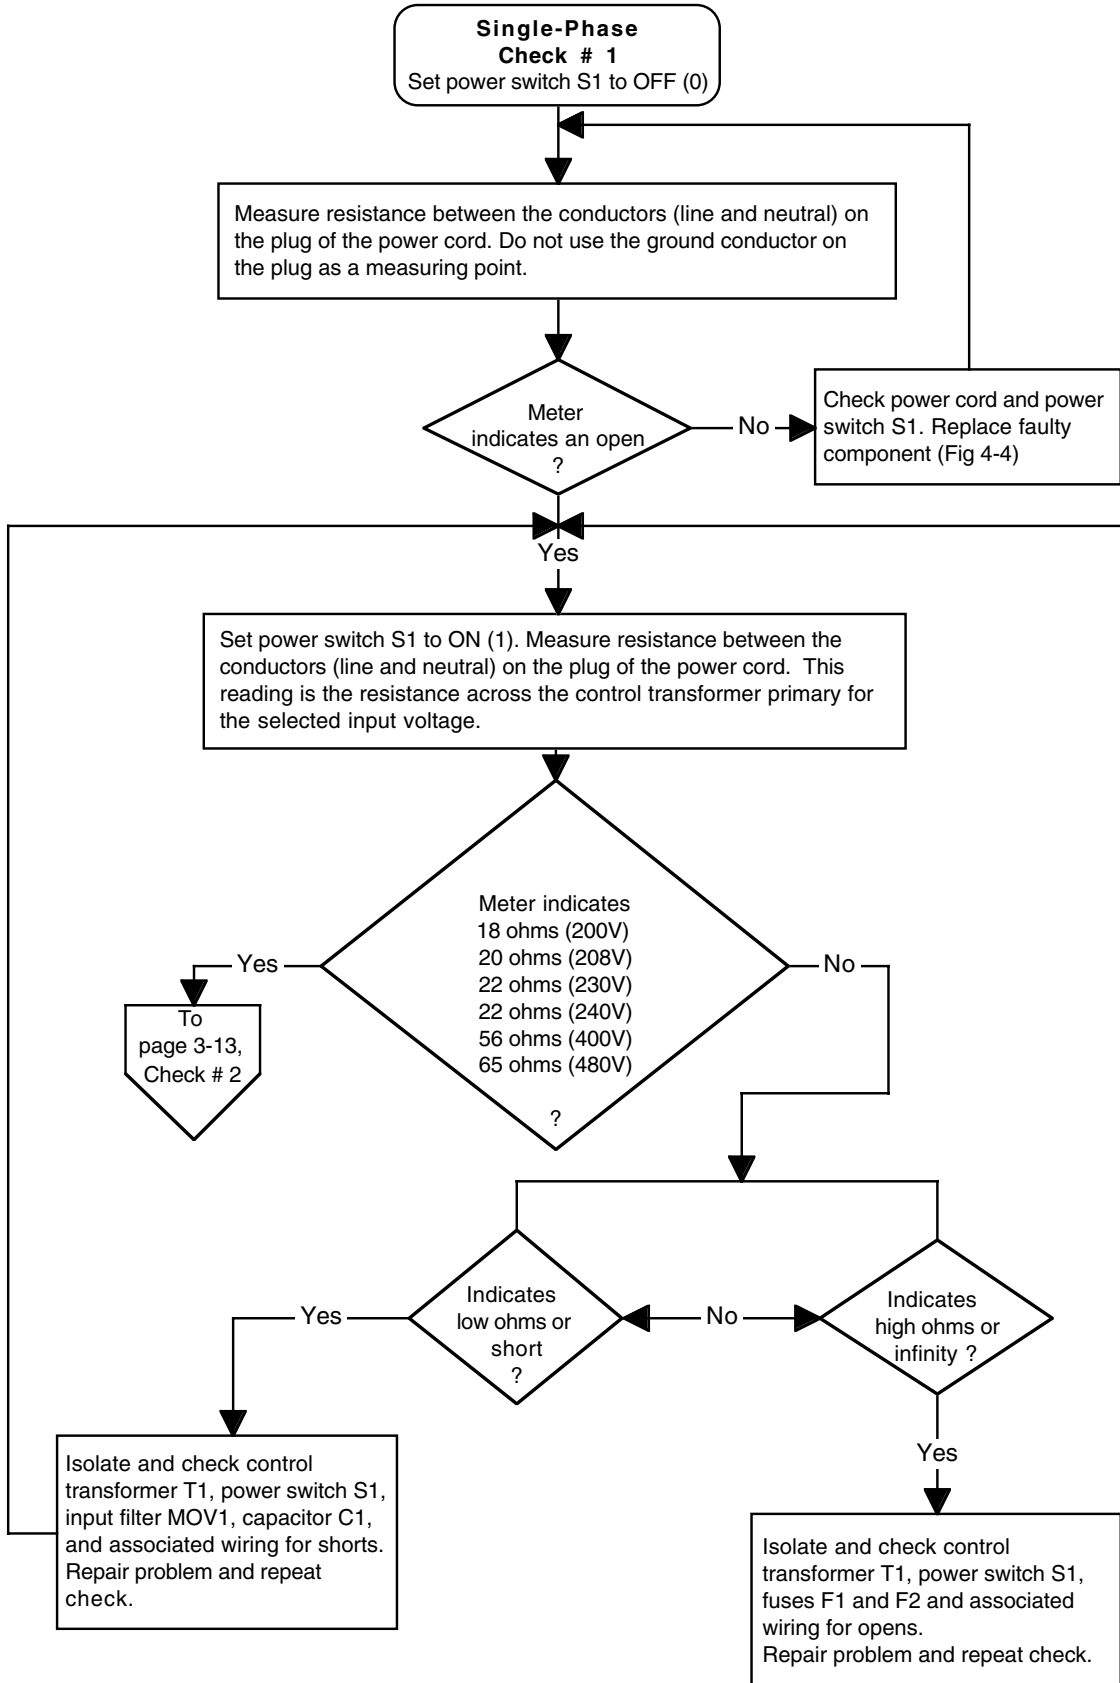 Single-Phase
Check # 1
Set power switch S1 to OFF (0)
Measure resistance between the conductors (line and neutral) on
the plug of the power cord. Do not use the ground conductor on
the plug as a measuring point.
Meter
indicates an open
?
No
Check power cord and power
switch S1. Replace faulty
component (Fig 4-4)
Yes
Set power switch S1 to ON (1). Measure resistance between the
conductors (line and neutral) on the plug of the power cord. This
reading is the resistance across the control transformer primary for
the selected input voltage.
Meter indicates
18 ohms (200V)
20 ohms (208V)
22 ohms (230V)
22 ohms (240V)
56 ohms (400V)
65 ohms (480V)
?
Yes
No
To
page 3-13,
Check # 2
Indicates
low ohms or
short
?
Yes
No
Indicates
high ohms or
infinity ?
Yes
Isolate and check control
transformer T1, power switch S1,
input filter MOV1, capacitor C1,
and associated wiring for shorts.
Repair problem and repeat
check.
Isolate and check control
transformer T1, power switch S1,
fuses F1 and F2 and associated
wiring for opens.
Repair problem and repeat check.